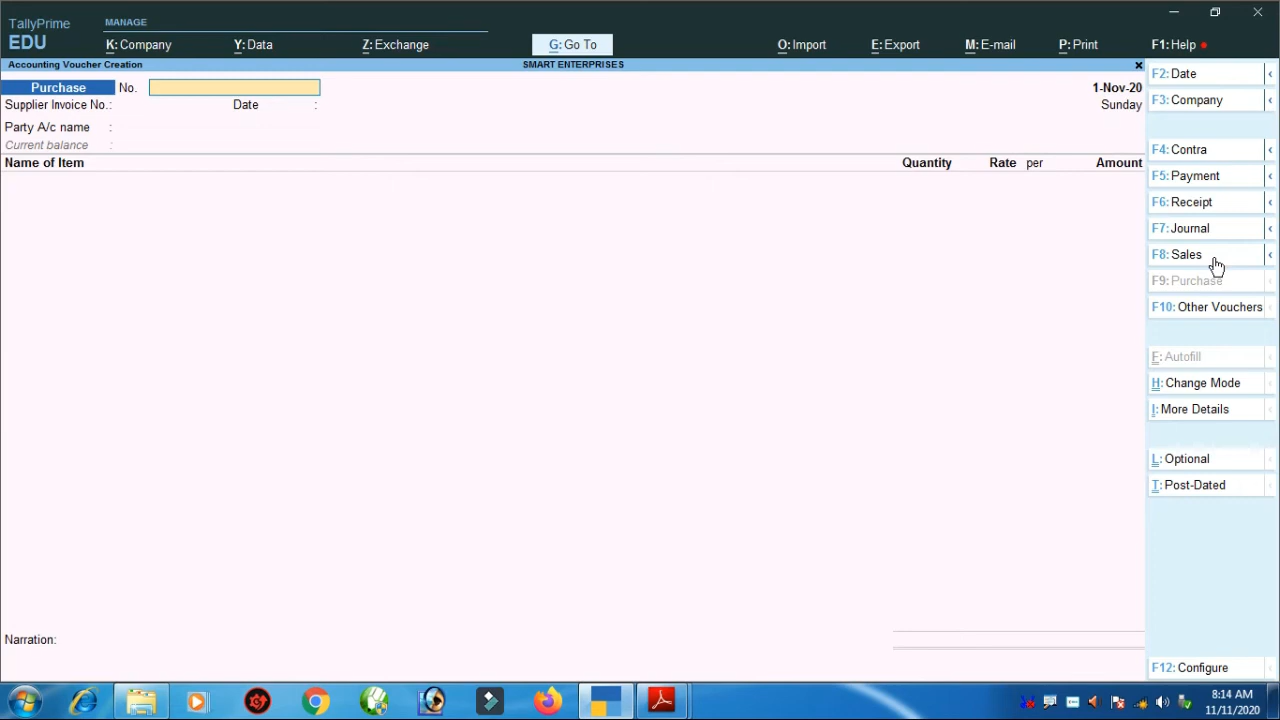 TallyPrime
EDU
MANAGE
K: Company
Y: Data
Z: Exchange
G: Go To
O: Import
E: Export
M: E-mail
P: Print
F1: Help
Accounting Voucher Creation
SMART ENTERPRISES
Purchase No.
1-Nov-20
Supplier Invoice No.: Date :
Sunday
Party A/c name :
Current balance :
Name of Item
Quantity Rate per Amount
Narration:
F2: Date
F3: Company
F4: Contra
F5: Payment
F6: Receipt
F7: Journal
F8: Sales
F9: Purchase
F10: Other Vouchers
F: Autofill
H: Change Mode
I: More Details
L: Optional
T: Post-Dated
F12: Configure
8:14 AM
11/11/2020